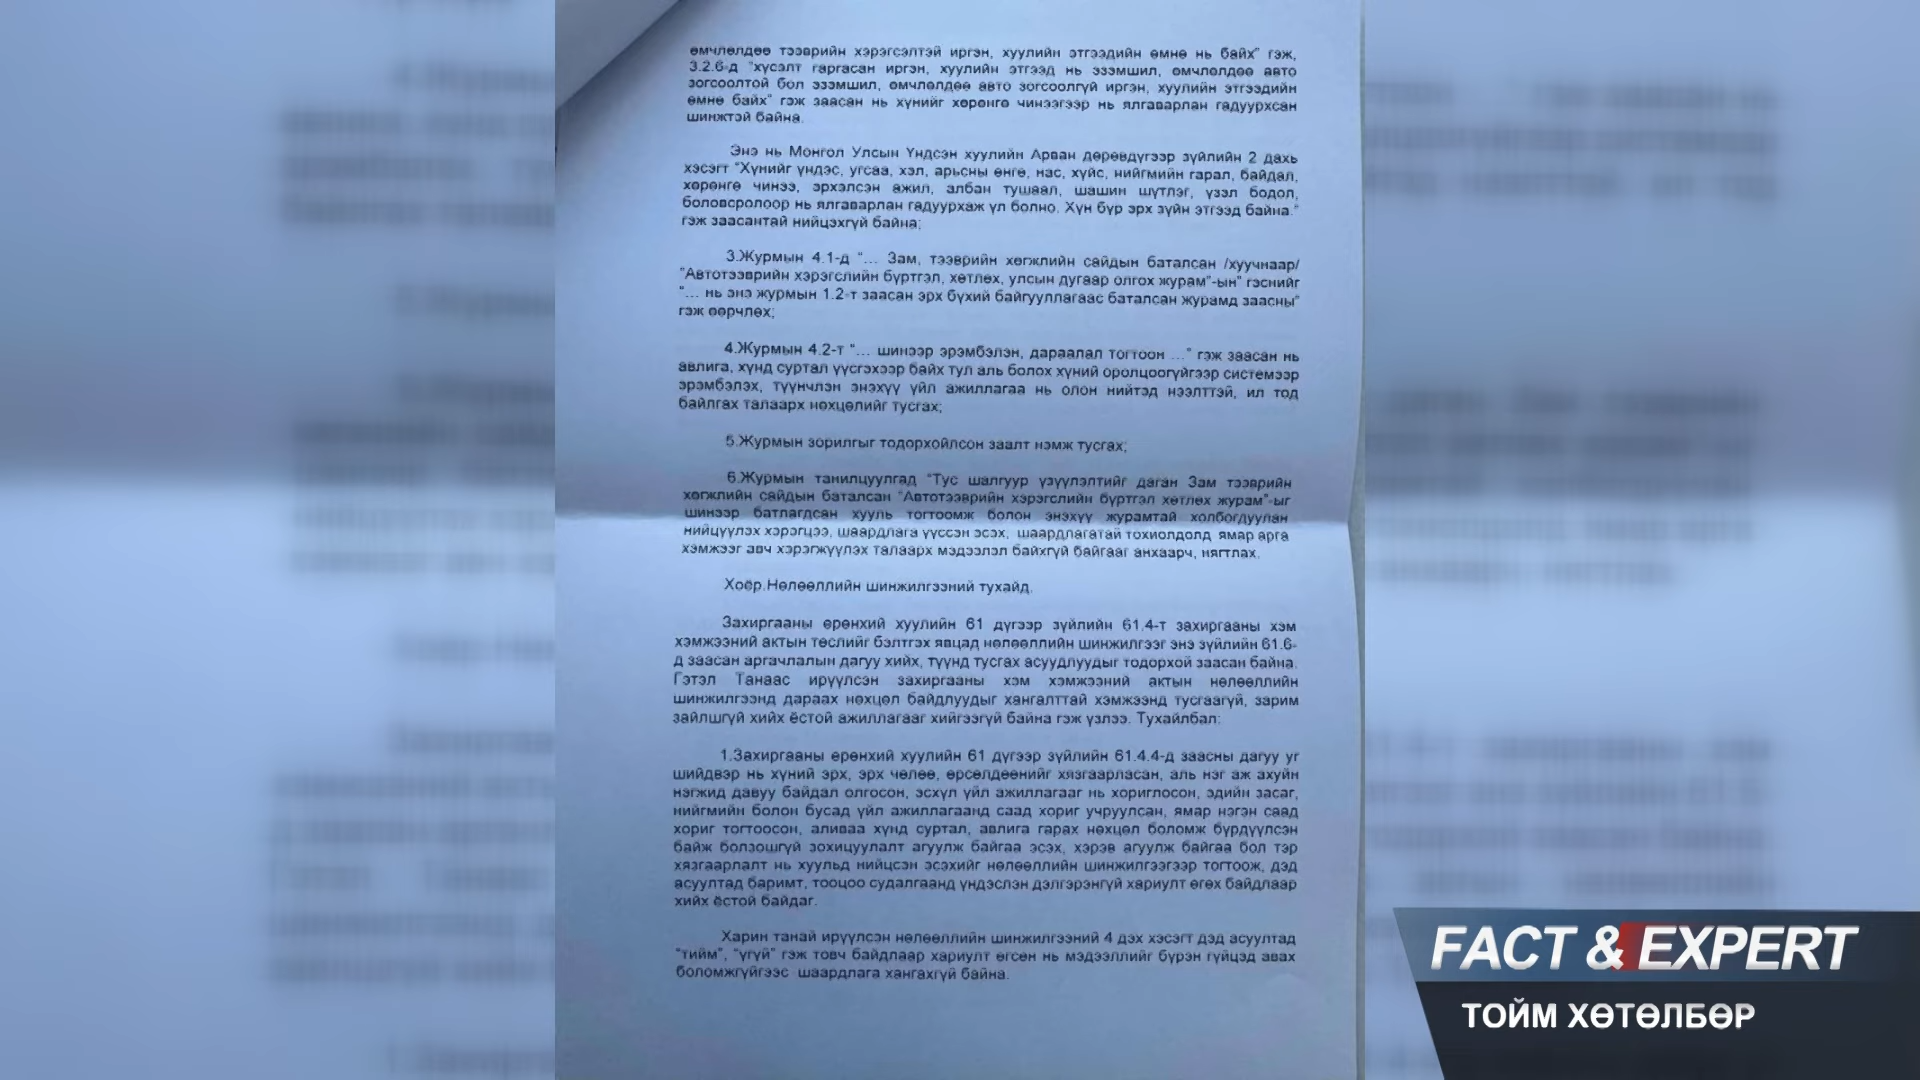 өмчлөлдөө тээврийн хэрэгсэлтэй иргэн, хуулийн этгээдийн өмнө нь байх" гэж,
3.2.6-д "хүсэлт гаргасан иргэн, хуулийн этгээд нь эзэмшил, өмчлөлдөө авто
зогсоолтой бол эзэмшил, өмчлөлдөө авто зогсоолгүй иргэн, хуулийн этгээдийн
өмнө байх" гэж заасан нь хүнийг хөрөнгө чинээгээр нь ялгаварлан гадуурхсан
шинжтэй байна.
Энэ нь Монгол Улсын Үндсэн хуулийн Арван дөрөвдүгээр зүйлийн 2 дахь
хэсэгт "Хүнийг үндэс, угсаа, хэл, арьсны өнгө, нас, хүйс, нийгмийн гарал, байдал,
хөрөнгө чинээ, эрхэлсэн ажил, албан тушаал, шашин шүтлэг, үзэл бодол,
боловсролоор нь ялгаварлан гадуурхаж үл болно. Хүн бүр эрх зүйн этгээд байна."
гэж заасантай нийцэхгүй байна;
3.Журмын 4.1-д "... Зам, тээврийн хөгжлийн сайдын баталсан /хуучнаар/
"Автотээврийн хэрэгслийн бүртгэл, хөтлөх, улсын дугаар олгох журам"-ын" гэснийг
"... нь энэ журмын 1.2-т заасан эрх бүхий байгууллагаас баталсан журамд заасны"
гэж өөрчлөх;
4.Журмын 4.2-т "... шинээр эрэмбэлэн, дараалал тогтоон ..." гэж заасан нь
авлига, хүнд суртал үүсгэхээр байх тул аль болох хүний оролцоогүйгээр системээр
эрэмбэлэх, түүнчлэн энэхүү үйл ажиллагаа нь олон нийтэд нээлттэй, ил тод
байлгах талаарх нөхцөлийг тусгах;
5.Журмын зорилгыг тодорхойлсон заалт нэмж тусгах;
6.Журмын танилцуулгад "Тус шалгуур үзүүлэлтийг даган Зам тээврийн
хөгжлийн сайдын баталсан "Автотээврийн хэрэгслийн бүртгэл хөтлөх журам"-ыг
шинээр батлагдсан хууль тогтоомж болон энэхүү журамтай холбогдуулан
нийцүүлэх хэрэгцээ, шаардлага үүссэн эсэх, шаардлагатай тохиолдолд ямар арга
хэмжээг авч хэрэгжүүлэх талаарх мэдээлэл байхгүй байгааг анхаарч, нягтлах.
Хоёр.Нөлөөллийн шинжилгээний тухайд.
Захиргааны ерөнхий хуулийн 61 дүгээр зүйлийн 61.4-т захиргааны хэм
хэмжээний актын төслийг бэлтгэх явцад нөлөөллийн шинжилгээг энэ зүйлийн 61.6-
д заасан аргачлалын дагуу хийх, түүнд тусгах асуудлуудыг тодорхой заасан байна.
Гэтэл Танаас ирүүлсэн захиргааны хэм хэмжээний актын нөлөөллийн
шинжилгээнд дараах нөхцөл байдлуудыг хангалттай хэмжээнд тусгаагүй, зарим
зайлшгүй хийх ёстой ажиллагааг хийгээгүй байна гэж үзлээ. Тухайлбал:
1.Захиргааны ерөнхий хуулийн 61 дүгээр зүйлийн 61.4.4-д заасны дагуу уг
шийдвэр нь хүний эрх, эрх чөлөө, өрсөлдөөнийг хязгаарласан, аль нэг аж ахуйн
нэгжид давуу байдал олгосон, эсхүл үйл ажиллагааг нь хориглосон, эдийн засаг,
нийгмийн болон бусад үйл ажиллагаанд саад хориг учруулсан, ямар нэгэн саад
хориг тогтоосон, аливаа хүнд суртал, авлига гарах нөхцөл боломж бүрдүүлсэн
байж болзошгүй зохицуулалт агуулж байгаа эсэх, хэрэв агуулж байгаа бол тэр
хязгаарлалт нь хуульд нийцсэн эсэхийг нөлөөллийн шинжилгээгээр тогтоож, дэд
асуултад баримт, тооцоо судалгаанд үндэслэн дэлгэрэнгүй хариулт өгөх байдлаар
хийх ёстой байдаг.
Харин танай ирүүлсэн нөлөөллийн шинжилгээний 4 дэх хэсэгт дэд асуултад
"тийм", "үгүй" гэж товч байдлаар хариулт өгсөн нь мэдээллийг бүрэн гүйцэд авах
боломжгүйгээс шаардлага хангахгүй байна.
FACT & EXPERT
ТОЙМ ХӨТӨЛБӨР